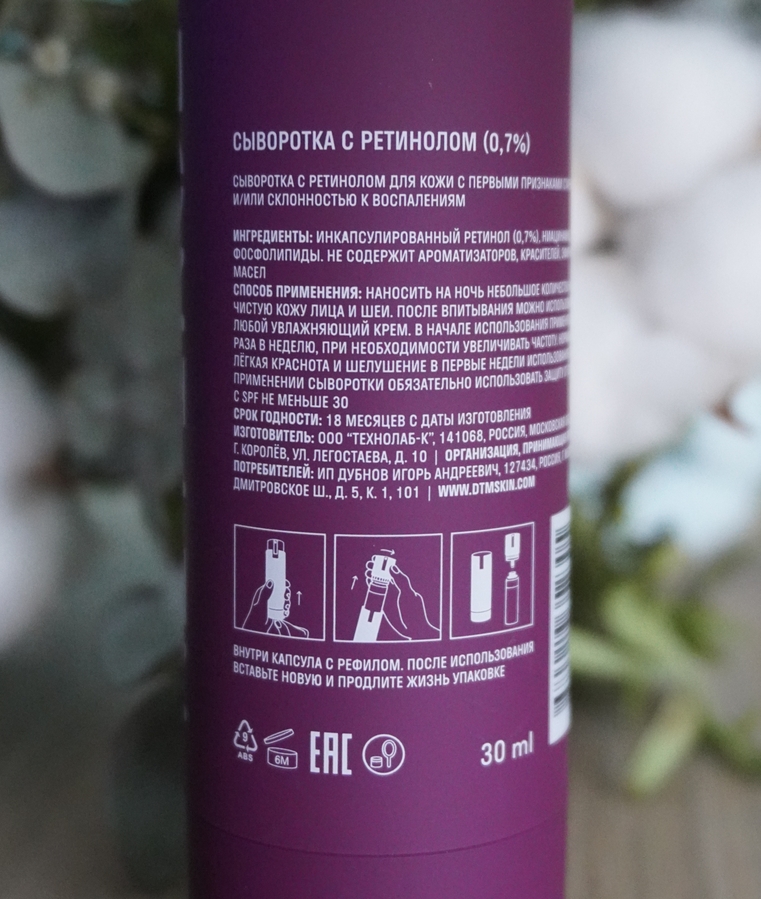 СЫВОРОТКА С РЕТИНОЛОМ (0,7%)
СЫВОРОТКА С РЕТИНОЛОМ ДЛЯ КОЖИ С ПЕРВЫМИ ПРИЗНАКАМИ
И/ИЛИ СКЛОННОСТЬЮ К ВОСПАЛЕНИЯМ
ИНГРЕДИЕНТЫ: ИНКАПСУЛИРОВАННЫЙ РЕТИНОЛ (0,7%),
ФОСФОЛИПИДЫ. НЕ СОДЕРЖИТ АРОМАТИЗАТОРОВ, КРАСИТЕЛЕЙ,
МАСЕЛ
СПОСОБ ПРИМЕНЕНИЯ: НАНОСИТЬ НА НОЧЬ НЕБОЛЬШОЕ
ЧИСТУЮ КОЖУ ЛИЦА И ШЕИ. ПОСЛЕ ВПИТЫВАНИЯ МОЖНО
ЛЮБОЙ УВЛАЖНЯЮЩИЙ КРЕМ. В НАЧАЛЕ ИСПОЛЬЗОВАНИЯ
РАЗА В НЕДЕЛЮ, ПРИ НЕОБХОДИМОСТИ УВЕЛИЧИВАТЬ ЧАСТОТУ.
ЛЁГКАЯ КРАСНОТА И ШЕЛУШЕНИЕ В ПЕРВЫЕ НЕДЕЛИ
ПРИМЕНЕНИИ СЫВОРОТКИ ОБЯЗАТЕЛЬНО ИСПОЛЬЗОВАТЬ
С SPF НЕ МЕНЬШЕ 30
СРОК ГОДНОСТИ: 18 МЕСЯЦЕВ С ДАТЫ ИЗГОТОВЛЕНИЯ
ИЗГОТОВИТЕЛЬ: ООО "ТЕХНОЛАБ-К", 141068, РОССИЯ,
Г. КОРОЛЁВ, УЛ. ЛЕГОСТАЕВА, Д. 10 | ОРГАНИЗАЦИЯ,
ПОТРЕБИТЕЛЕЙ: ИП ДУБНОВ ИГОРЬ АНДРЕЕВИЧ, 127434, РОССИЯ,
ДМИТРОВСКОЕ Ш., Д. 5, К. 1, 101 | WWW.DTMSKIN.COM
ВНУТРИ КАПСУЛА С РЕФИЛОМ. ПОСЛЕ ИСПОЛЬЗОВАНИЯ
ВСТАВЬТЕ НОВУЮ И ПРОДЛИТЕ ЖИЗНЬ УПАКОВКЕ
9
ABS
6M
EAC
30 ml